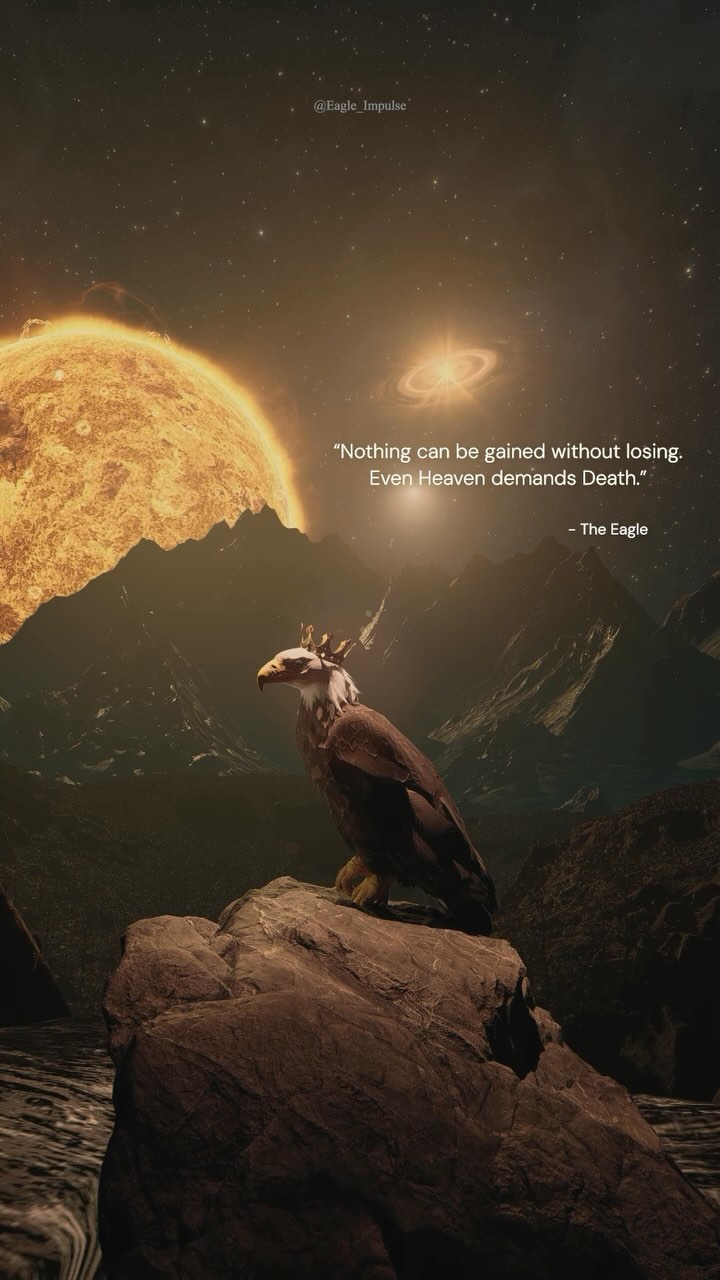 @Eagle_Impulse
“Nothing can be gained without losing.
Even Heaven demands Death.”
- The Eagle